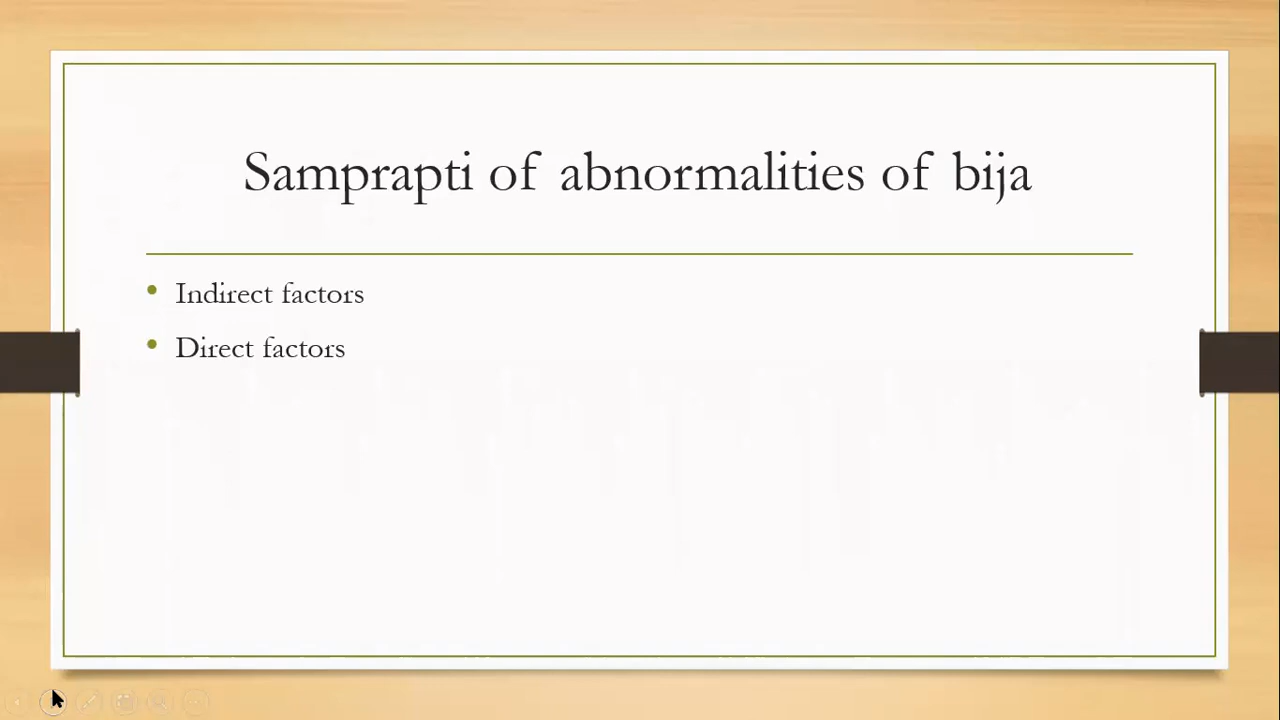 Samprapti of abnormalities of bija
• Indirect factors
• Direct factors